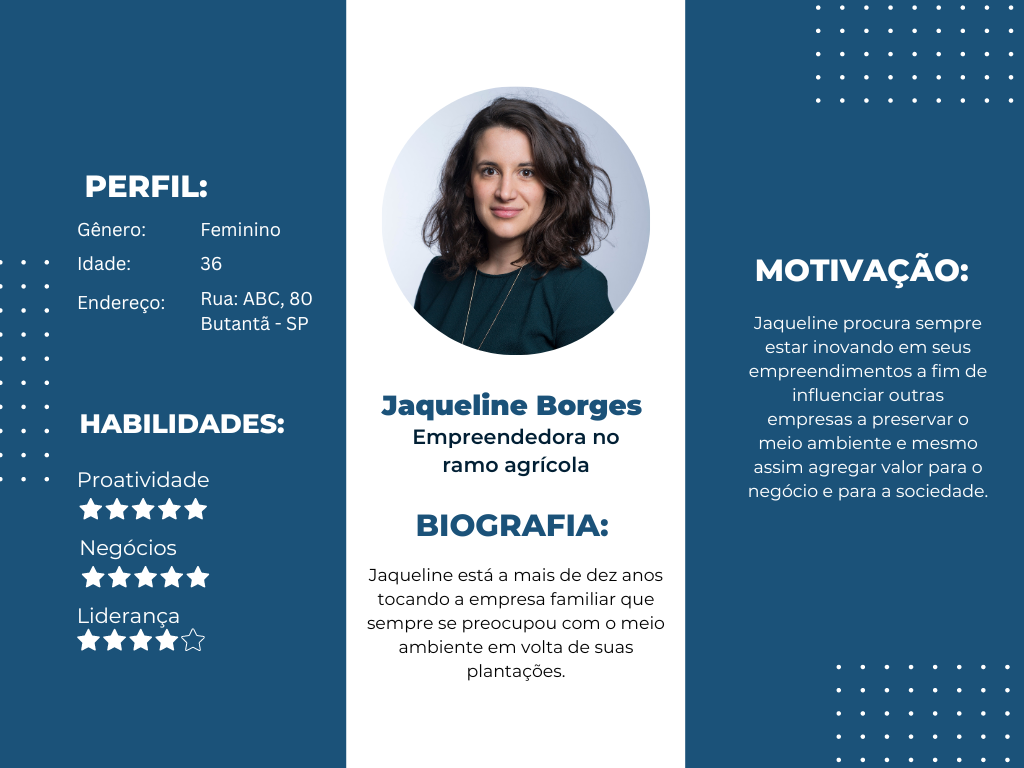 PERFIL:
Gênero: Feminino
Idade: 36
Endereço: Rua: ABC, 80
Butantã - SP
HABILIDADES:
Proatividade
Negócios
Liderança
Jaqueline Borges
Empreendedora no
ramo agrícola
BIOGRAFIA:
Jaqueline está a mais de dez anos
tocando a empresa familiar que
sempre se preocupou com o meio
ambiente em volta de suas
plantações.
MOTIVAÇÃO:
Jaqueline procura sempre
estar inovando em seus
empreendimentos a fim de
influenciar outras
empresas a preservar o
meio ambiente e mesmo
assim agregar valor para o
negócio e para a sociedade.